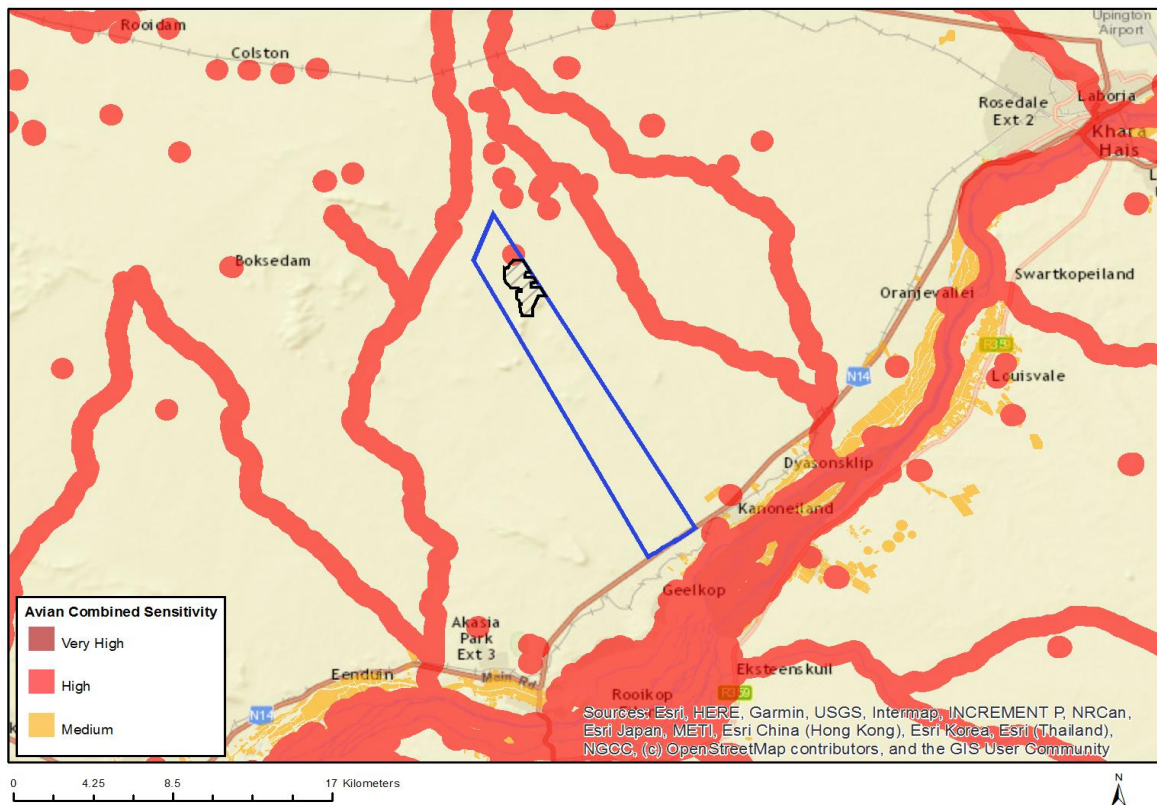 Rooidam
Colston
Upington
Airport
Laboria
Rosedale
Ext 2
Khara
Hais
Boksedam
Swartkopeiland
Oranjevallei
R359
N14
Louisvale
Dyasonsklip
Kanoneiland
Geelkop
Avian Combined Sensitivity
Very High
High
Medium
Akasia
Park
Ext 3
Eenduin
Main Rd
Eksteenskuil
Rooikop
R359
N14
Sources: Esri, HERE, Garmin, USGS, Intermap, INCREMENT P, NRCan,
Esri Japan, METI, Esri China (Hong Kong), Esri Korea, Esri (Thailand),
NGCC, (c) OpenStreetMap contributors, and the GIS User Community
0 4.25 8.5 17 Kilometers
N